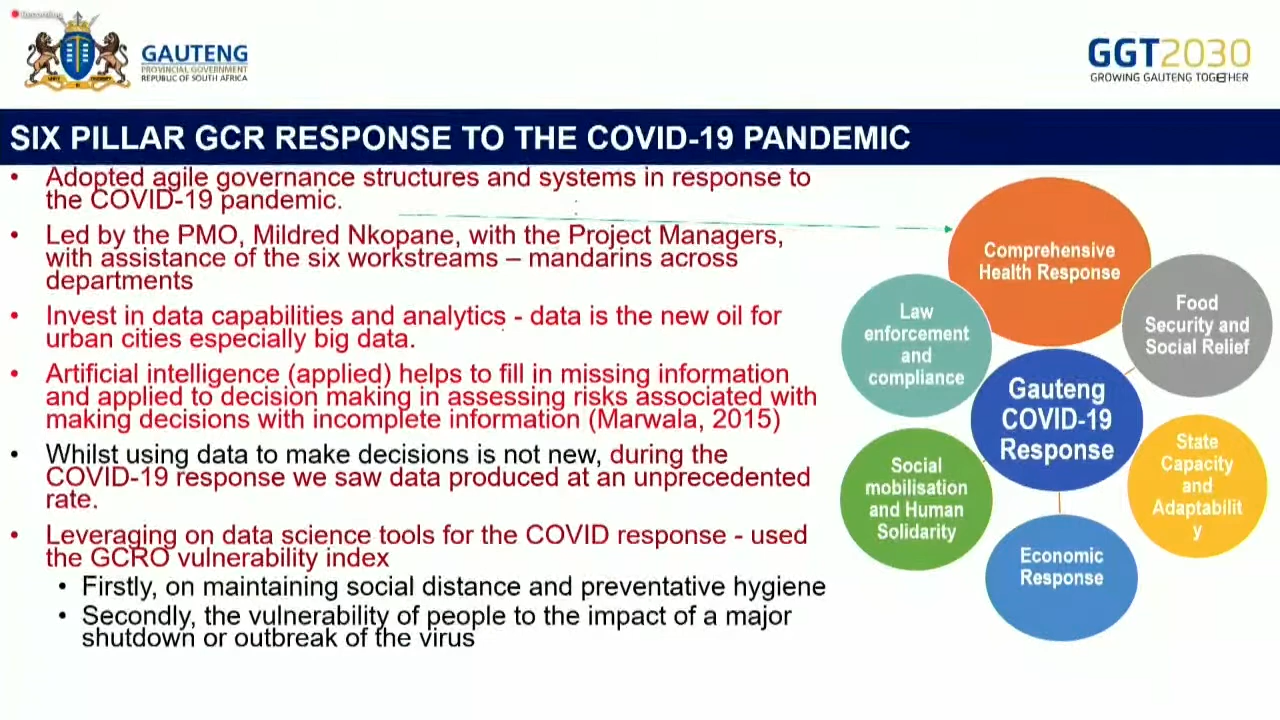 Recording
GAUTENG
PROVINCIAL GOVERNMENT
REPUBLIC OF SOUTH AFRICA
GGT2030
GROWING GAUTENG TOGETHER
SIX PILLAR GCR RESPONSE TO THE COVID-19 PANDEMIC
• Adopted agile governance structures and systems in response to
the COVID-19 pandemic.
• Led by the PMO, Mildred Nkopane, with the Project Managers,
with assistance of the six workstreams – mandarins across
departments
• Invest in data capabilities and analytics - data is the new oil for
urban cities especially big data.
• Artificial intelligence (applied) helps to fill in missing information
and applied to decision making in assessing risks associated with
making decisions with incomplete information (Marwala, 2015)
• Whilst using data to make decisions is not new, during the
COVID-19 response we saw data produced at an unprecedented
rate.
• Leveraging on data science tools for the COVID response - used
the GCRO vulnerability index
• Firstly, on maintaining social distance and preventative hygiene
• Secondly, the vulnerability of people to the impact of a major
shutdown or outbreak of the virus
Comprehensive
Health Response
Food
Security and
Social Relief
State
Capacity
and
Adaptabilit
y
Economic
Response
Social
mobilisation
and Human
Solidarity
Law
enforcement
and
compliance
Gauteng
COVID-19
Response